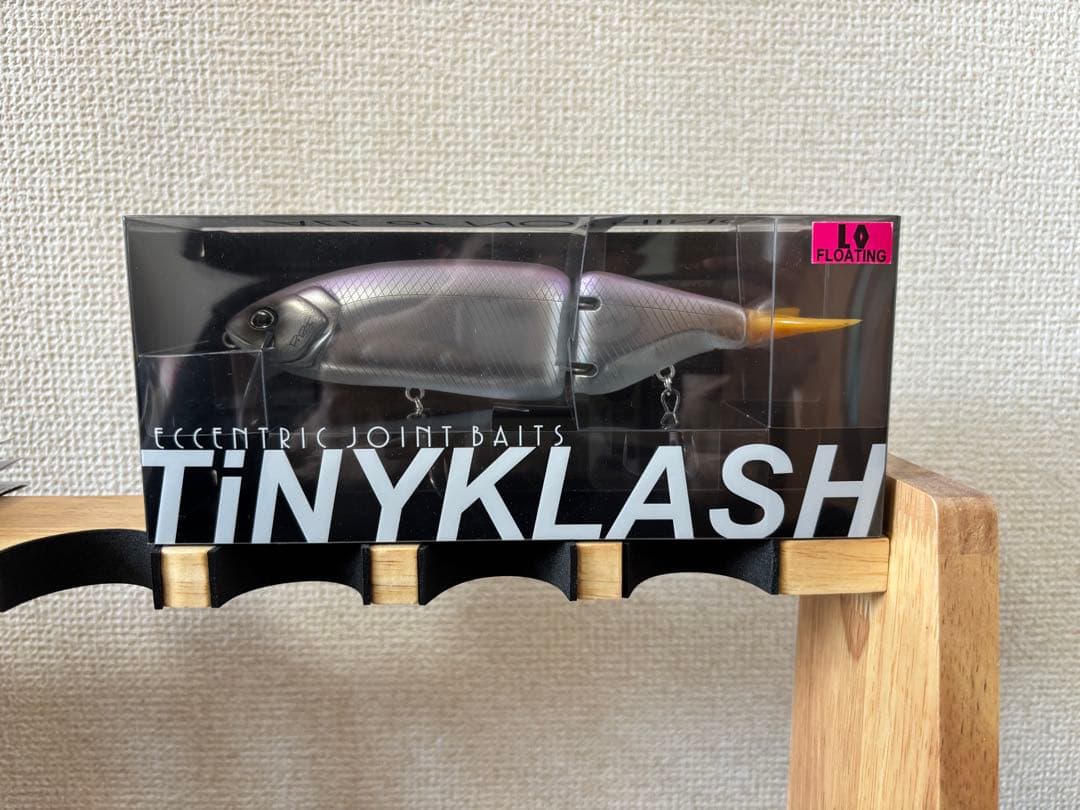 LO
FLOATING
ECCENTRIC JOINT BAITS
TiNYKLASH